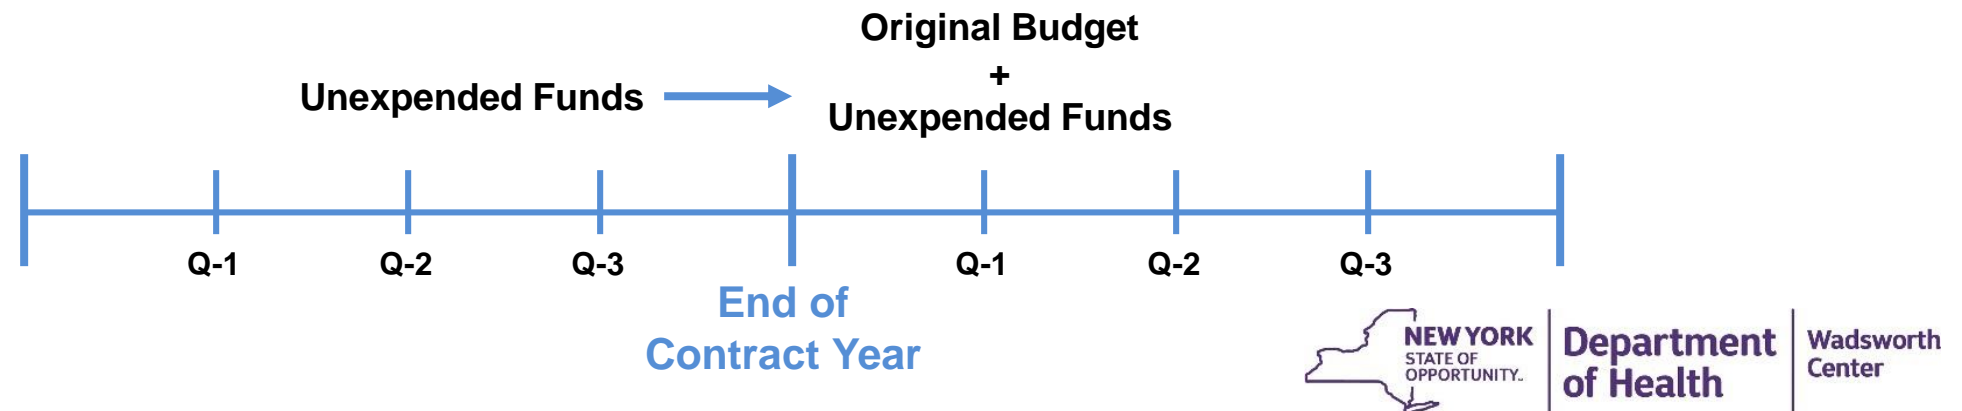 Original Budget
+
Unexpended Funds
Unexpended Funds
Q-1
Q-2
Q-3
Q-1
Q-2
Q-3
End of
Contract Year
NEW YORK
STATE OF
OPPORTUNITY™
Department
of Health
Wadsworth
Center